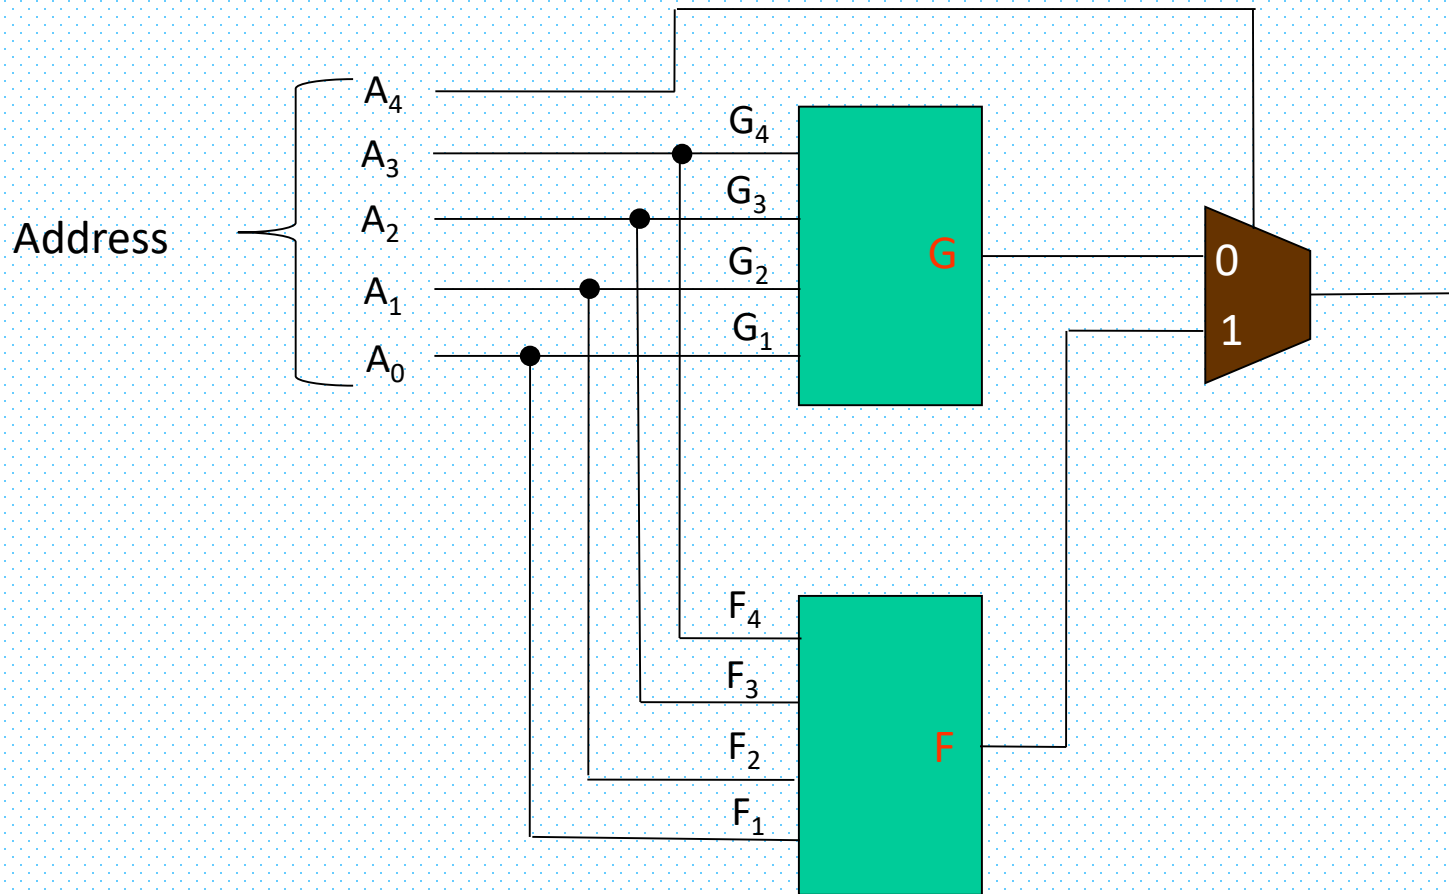 A₄
G₄
A₃
G₃
A₂
Address
G₂
G
0
A₁
G₁
1
A₀
F₄
F₃
F₂
F
F₁